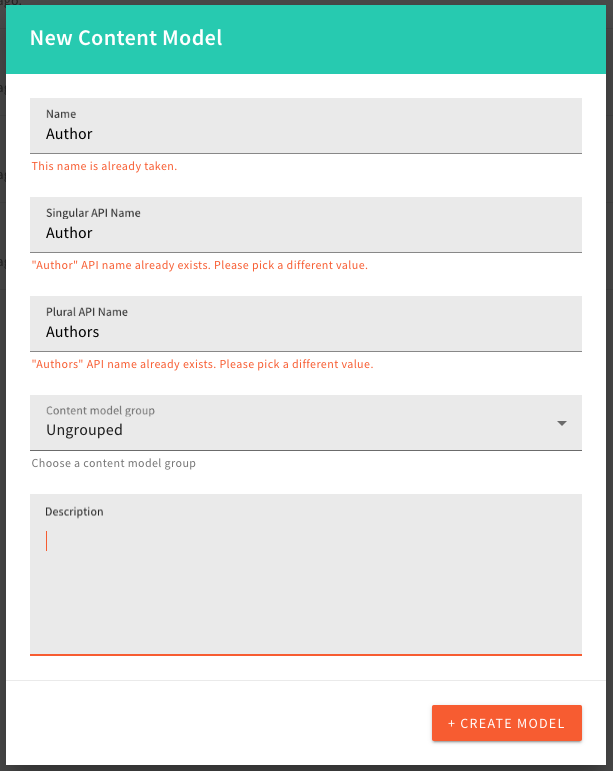 New Content Model
Name
Author
This name is already taken.
Singular API Name
Author
"Author" API name already exists. Please pick a different value.
Plural API Name
Authors
"Authors" API name already exists. Please pick a different value.
Content model group
Ungrouped
Choose a content model group
Description
+ CREATE MODEL